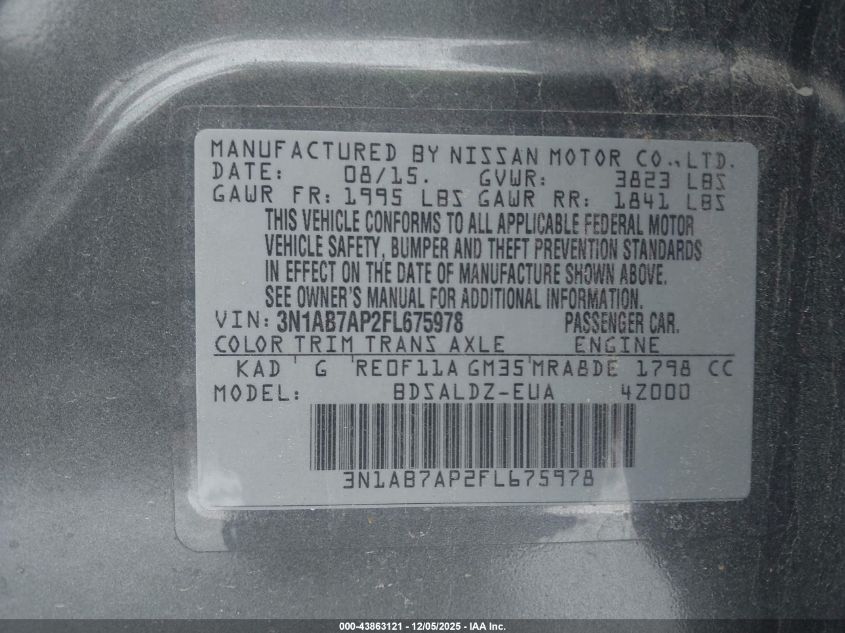 MANUFACTURED BY NISSAN MOTOR CO.,LTD.
DATE: 08/15. GVWR: 3823 LBS
GAWR FR: 1995 LBS GAWR RR: 1841 LBS
THIS VEHICLE CONFORMS TO ALL APPLICABLE FEDERAL MOTOR
VEHICLE SAFETY, BUMPER AND THEFT PREVENTION STANDARDS
IN EFFECT ON THE DATE OF MANUFACTURE SHOWN ABOVE.
SEE OWNER'S MANUAL FOR ADDITIONAL INFORMATION.
VIN: 3N1AB7AP2FL675978 PASSENGER CAR.
COLOR TRIM TRANS AXLE ENGINE
KAD G RE0F11A GM35 MRA8DE 1798 CC
MODEL: BDSALDZ-EUA 4Z000
3N1AB7AP2FL675978
000-43863121 - 12/05/2025 - IAA Inc.